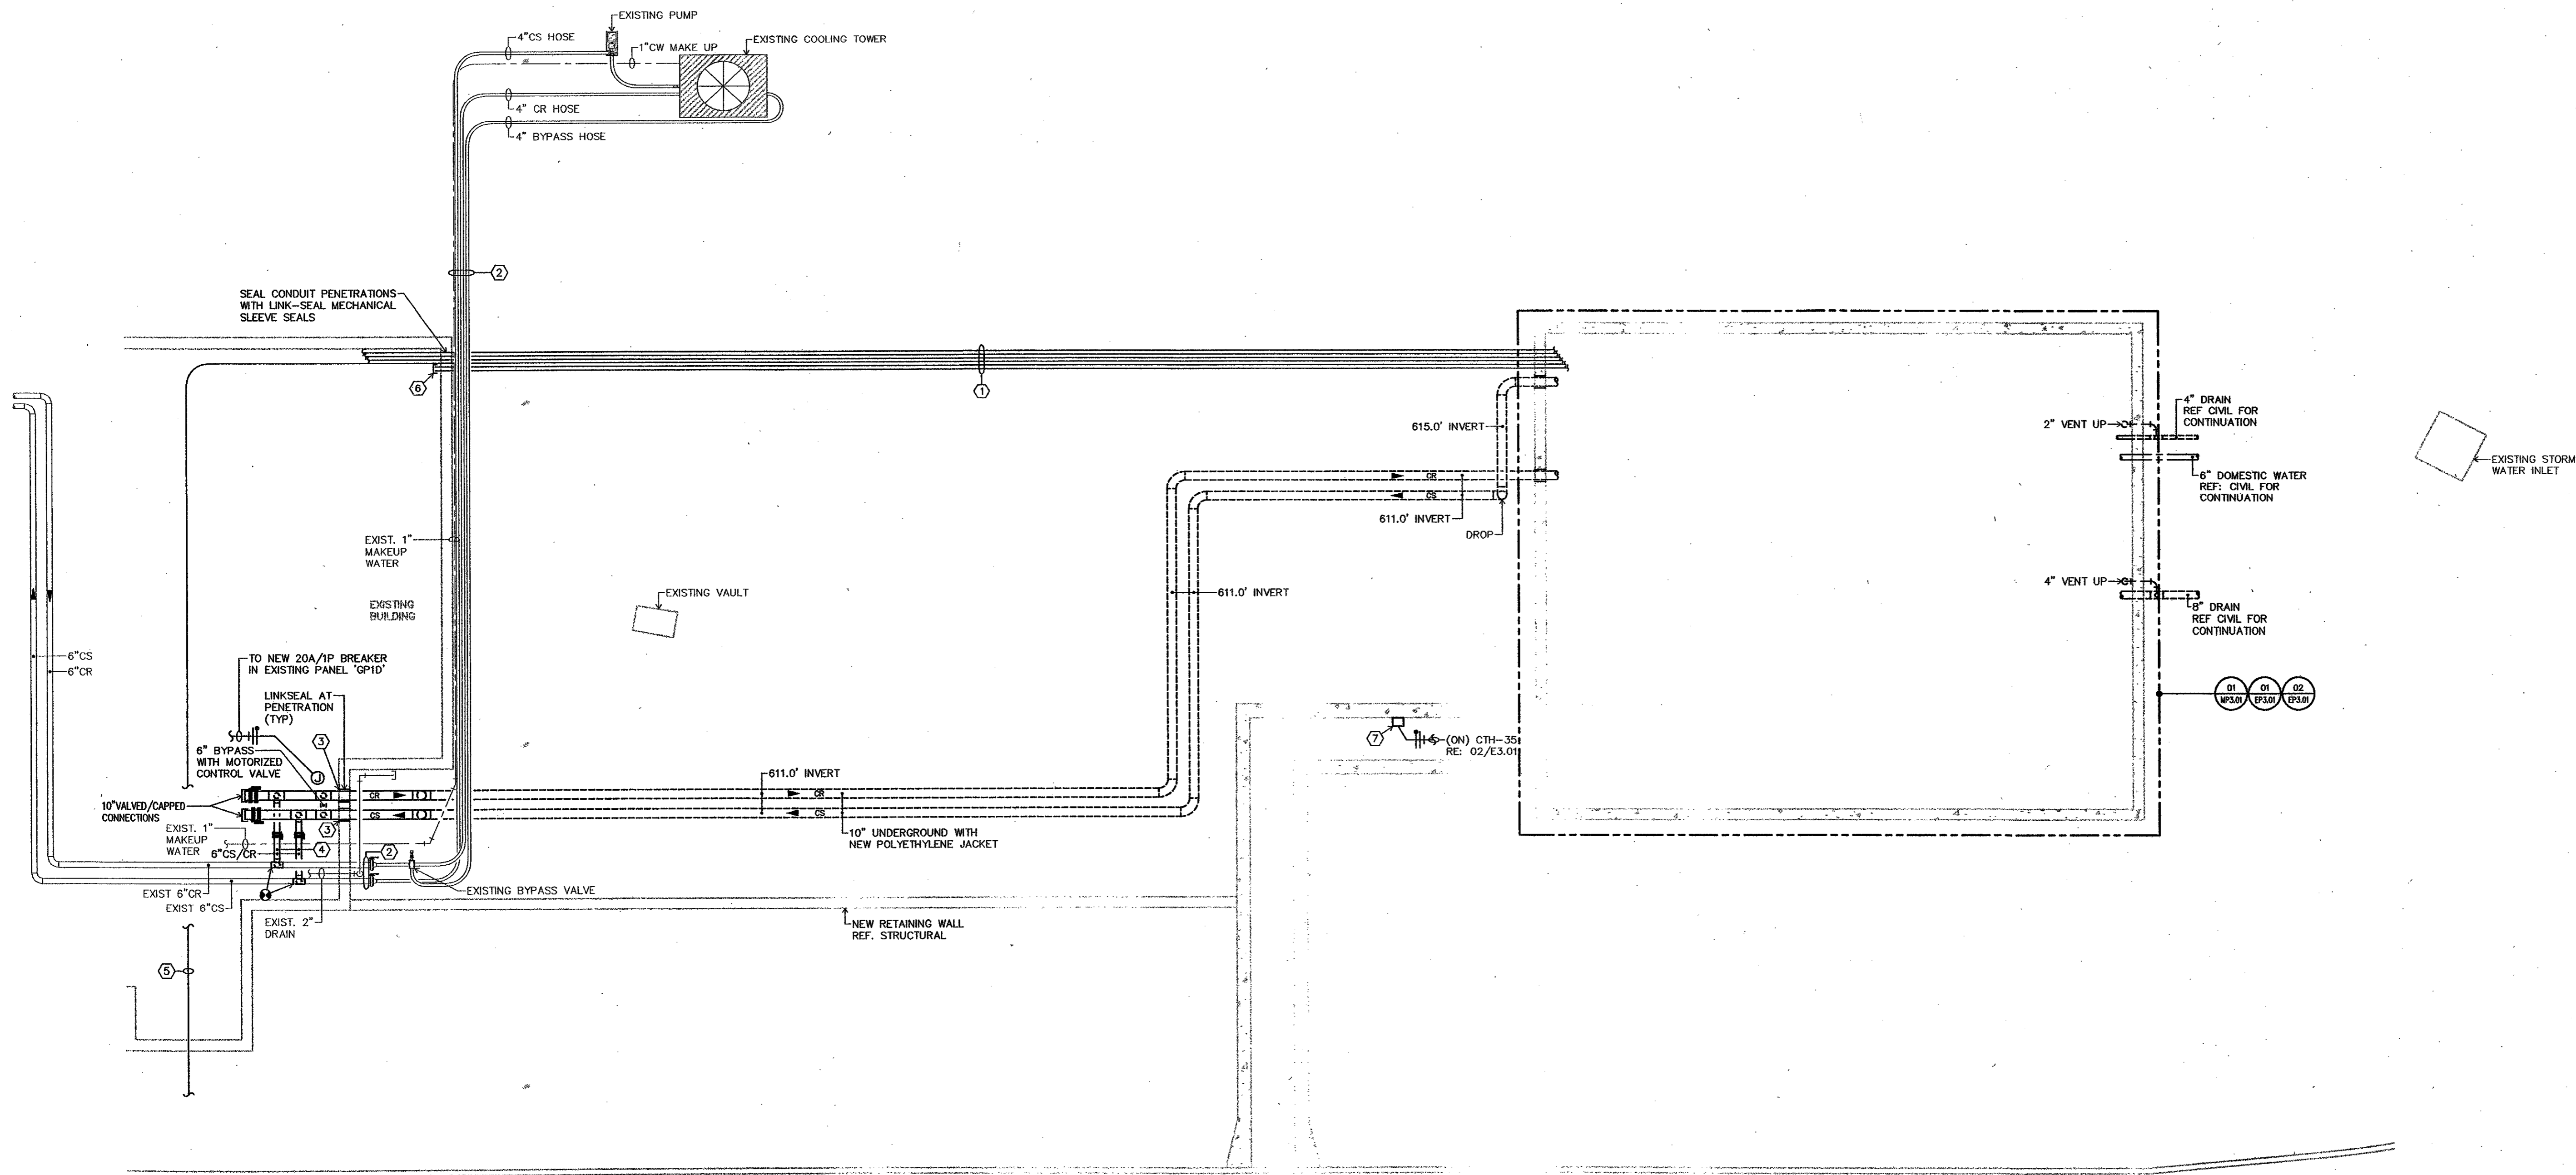 EXISTING PUMP
4"CS HOSE
1"CW MAKE UP
EXISTING COOLING TOWER
4" CR HOSE
4" BYPASS HOSE
2
SEAL CONDUIT PENETRATIONS
WITH LINK-SEAL MECHANICAL
SLEEVE SEALS
6
1
615.0' INVERT
CR
CS
611.0' INVERT
DROP
2" VENT UP
4" DRAIN
REF CIVIL FOR
CONTINUATION
6" DOMESTIC WATER
REF: CIVIL FOR
CONTINUATION
EXISTING STORM
WATER INLET
EXIST. 1"
MAKEUP
WATER
EXISTING
BUILDING
EXISTING VAULT
611.0' INVERT
4" VENT UP
8" DRAIN
REF CIVIL FOR
CONTINUATION
6"CS
6"CR
TO NEW 20A/1P BREAKER
IN EXISTING PANEL 'GP1D'
LINKSEAL AT
PENETRATION
(TYP)
01
MP3.01
01
EP3.01
02
EP3.01
3
6" BYPASS
WITH MOTORIZED
CONTROL VALVE
J
7
(ON) CTH-35
RE: 02/E3.01
611.0' INVERT
CR
CR
10"VALVED/CAPPED
CONNECTIONS
CS
CS
3
EXIST. 1"
MAKEUP
WATER
6"CS/CR
4
2
10" UNDERGROUND WITH
NEW POLYETHYLENE JACKET
EXIST 6"CR
EXIST 6"CS
EXISTING BYPASS VALVE
EXIST. 2"
DRAIN
NEW RETAINING WALL
REF. STRUCTURAL
5